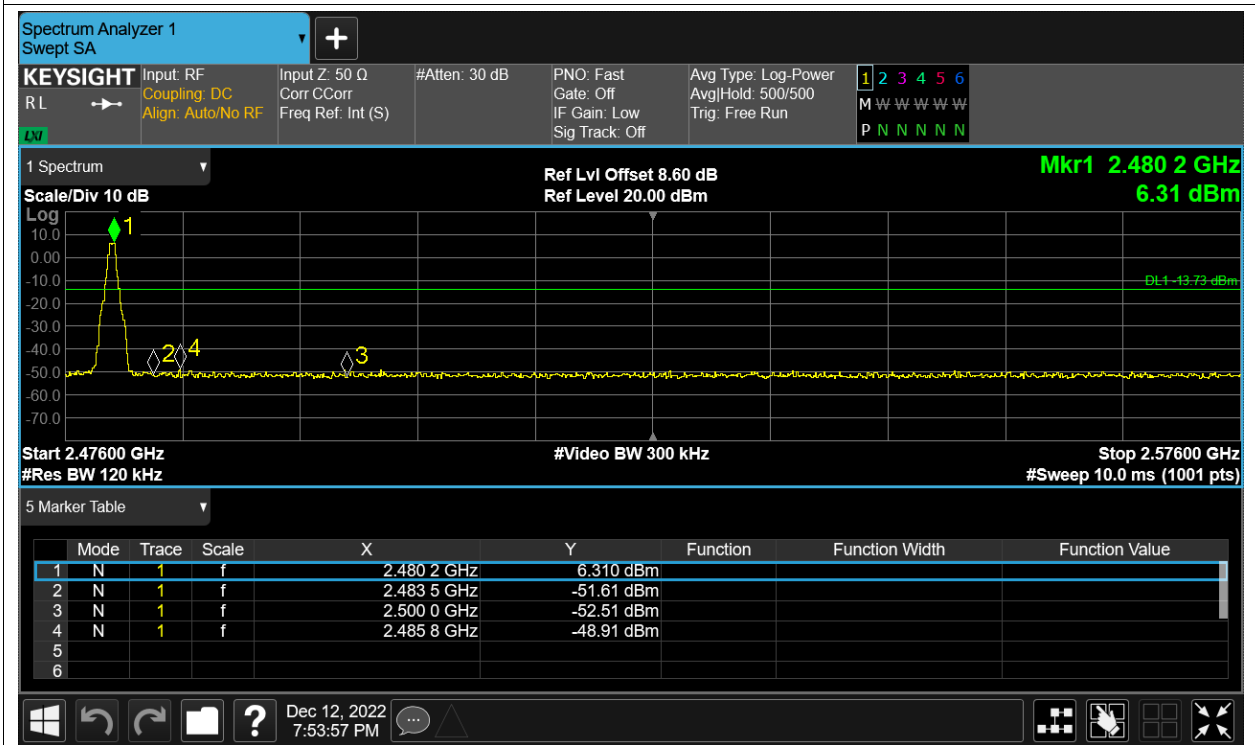 Spectrum Analyzer 1
Swept SA
KEYSIGHT
RL
LXI
Input: RF
Coupling: DC
Align: Auto/No RF
Input Z: 50 Ω
Corr CCorr
Freq Ref: Int (S)
#Atten: 30 dB
PNO: Fast
Gate: Off
IF Gain: Low
Sig Track: Off
Avg Type: Log-Power
Avg|Hold: 500/500
Trig: Free Run
1 2 3 4 5 6
M W W W W W
P N N N N N
1 Spectrum
Scale/Div 10 dB
Ref Lvl Offset 8.60 dB
Ref Level 20.00 dBm
Mkr1 2.480 2 GHz
6.31 dBm
Log
10.0
0.00
-10.0
-20.0
-30.0
-40.0
-50.0
-60.0
-70.0
1
2
4
3
DL1 -13.73 dBm
Start 2.47600 GHz
#Res BW 120 kHz
#Video BW 300 kHz
Stop 2.57600 GHz
#Sweep 10.0 ms (1001 pts)
5 Marker Table
Mode Trace Scale X Y Function Function Width Function Value
1 N 1 f 2.480 2 GHz 6.310 dBm
2 N 1 f 2.483 5 GHz -51.61 dBm
3 N 1 f 2.500 0 GHz -52.51 dBm
4 N 1 f 2.485 8 GHz -48.91 dBm
5
6
?
Dec 12, 2022
7:53:57 PM